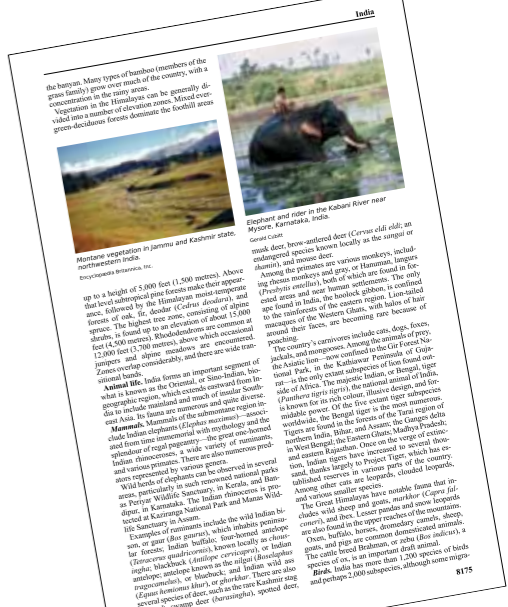 India
the banyan. Many types of bamboo (members of the
grass family) grow over much of the country, with a
concentration in the rainy areas.
Vegetation in the Himalayas can be generally di-
vided into a number of elevation zones. Mixed ever-
green-deciduous forests dominate the foothill areas
Montane vegetation in Jammu and Kashmir state,
northwestern India.
Encyclopædia Britannica, Inc.
up to a height of 5,000 feet (1,500 metres). Above
that level subtropical pine forests make their appear-
ance, followed by the Himalayan moist-temperate
forests of oak, fir, deodar (Cedrus deodara), and
spruce. The highest tree zone, consisting of alpine
shrubs, is found up to an elevation of about 15,000
feet (4,500 metres). Rhododendrons are common at
12,000 feet (3,700 metres), above which occasional
junipers and alpine meadows are encountered.
Zones overlap considerably, and there are wide tran-
sitional bands.
Animal life. India forms an important segment of
what is known as the Oriental, or Sino-Indian, bio-
geographic region, which extends eastward from In-
dia to include mainland and much of insular South-
east Asia. Its fauna are numerous and quite diverse.
Mammals. Mammals of the submontane region in-
clude Indian elephants (Elephas maximus)—associ-
ated from time immemorial with mythology and the
splendour of regal pageantry—the great one-horned
Indian rhinoceroses, a wide variety of ruminants,
and various primates. There are also numerous pred-
ators represented by various genera.
Wild herds of elephants can be observed in several
areas, particularly in such renowned national parks
as Periyar Wildlife Sanctuary, in Kerala, and Ban-
dipur, in Karnataka. The Indian rhinoceros is pro-
tected at Kaziranga National Park and Manas Wild-
life Sanctuary in Assam.
Examples of ruminants include the wild Indian bi-
son, or gaur (Bos gaurus), which inhabits peninsu-
lar forests; Indian buffalo; four-horned antelope
(Tetracerus quadricornis), known locally as chous-
ingha; blackbuck (Antilope cervicapra), or Indian
antelope; antelope known as the nilgai (Boselaphus
tragocamelus), or bluebuck; and Indian wild ass
(Equus hemionus khur), or ghorkhar. There are also
several species of deer, such as the rare Kashmir stag
swamp deer (barasingha), spotted deer,
Elephant and rider in the Kabani River near
Mysore, Karnataka, India.
Gerald Cubitt
musk deer, brow-antlered deer (Cervus eldi eldi; an
endangered species known locally as the sangai or
thamin), and mouse deer.
Among the primates are various monkeys, includ-
ing rhesus monkeys and gray, or Hanuman, langurs
(Presbytis entellus), both of which are found in for-
ested areas and near human settlements. The only
ape found in India, the hoolock gibbon, is confined
to the rainforests of the eastern region. Lion-tailed
macaques of the Western Ghats, with halos of hair
around their faces, are becoming rare because of
poaching.
The country's carnivores include cats, dogs, foxes,
jackals, and mongooses. Among the animals of prey,
the Asiatic lion—now confined to the Gir Forest Na-
tional Park, in the Kathiawar Peninsula of Guja-
rat—is the only extant subspecies of lion found out-
side of Africa. The majestic Indian, or Bengal, tiger
(Panthera tigris tigris), the national animal of India,
is known for its rich colour, illusive design, and for-
midable power. Of the five extant tiger subspecies
worldwide, the Bengal tiger is the most numerous.
Tigers are found in the forests of the Tarai region of
northern India, Bihar, and Assam; the Ganges delta
in West Bengal; the Eastern Ghats; Madhya Pradesh;
and eastern Rajasthan. Once on the verge of extinc-
tion, Indian tigers have increased to several thou-
sand, thanks largely to Project Tiger, which has es-
tablished reserves in various parts of the country.
Among other cats are leopards, clouded leopards,
and various smaller species.
The Great Himalayas have notable fauna that in-
cludes wild sheep and goats, markhor (Capra fal-
coneri), and ibex. Lesser pandas and snow leopards
are also found in the upper reaches of the mountains.
Oxen, buffalo, horses, dromedary camels, sheep,
goats, and pigs are common domesticated animals.
The cattle breed Brahman, or zebu (Bos indicus), a
species of ox, is an important draft animal.
Birds. India has more than 1,200 species of birds
and perhaps 2,000 subspecies, although some migra-
8175